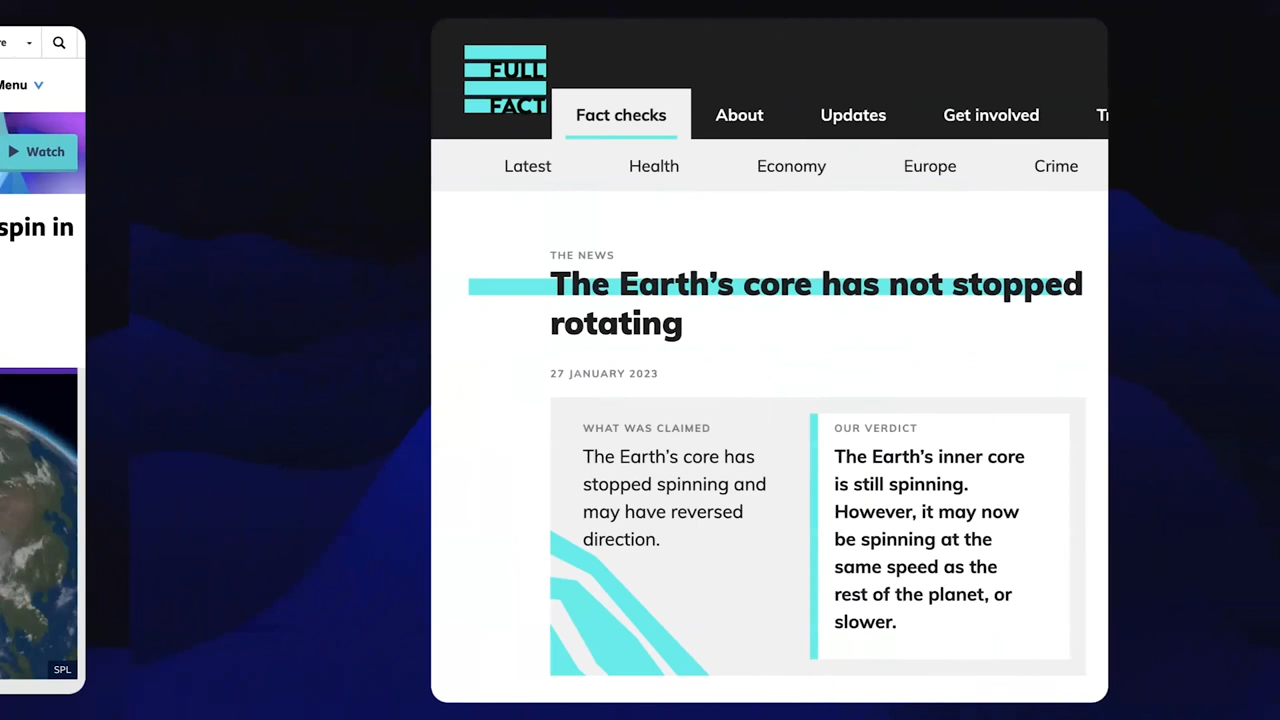 re
Menu
Watch
spin in
SPL
FULL
FACT
Fact checks
About
Updates
Get involved
Latest
Health
Economy
Europe
Crime
THE NEWS
The Earth's core has not stopped
rotating
27 JANUARY 2023
WHAT WAS CLAIMED
The Earth's core has
stopped spinning and
may have reversed
direction.
OUR VERDICT
The Earth's inner core
is still spinning.
However, it may now
be spinning at the
same speed as the
rest of the planet, or
slower.